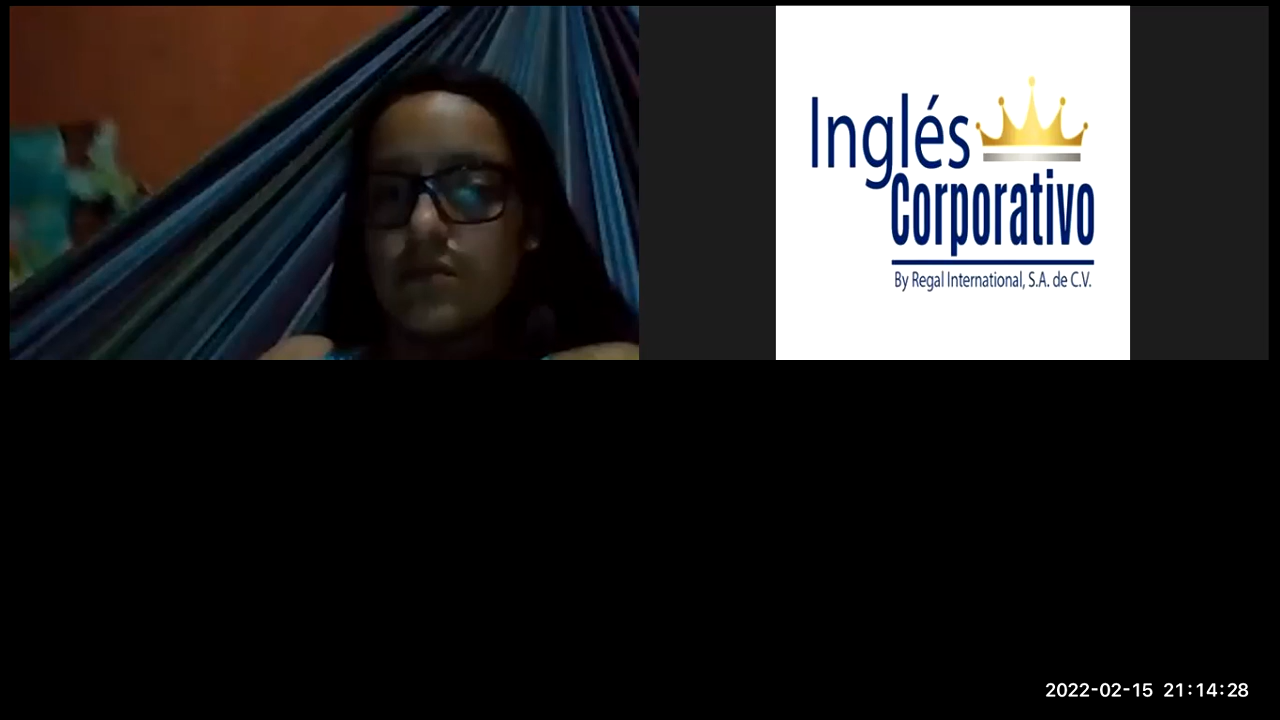 Inglés
Corporativo
By Regal International, S.A. de C.V.
2022-02-15 21:14:28